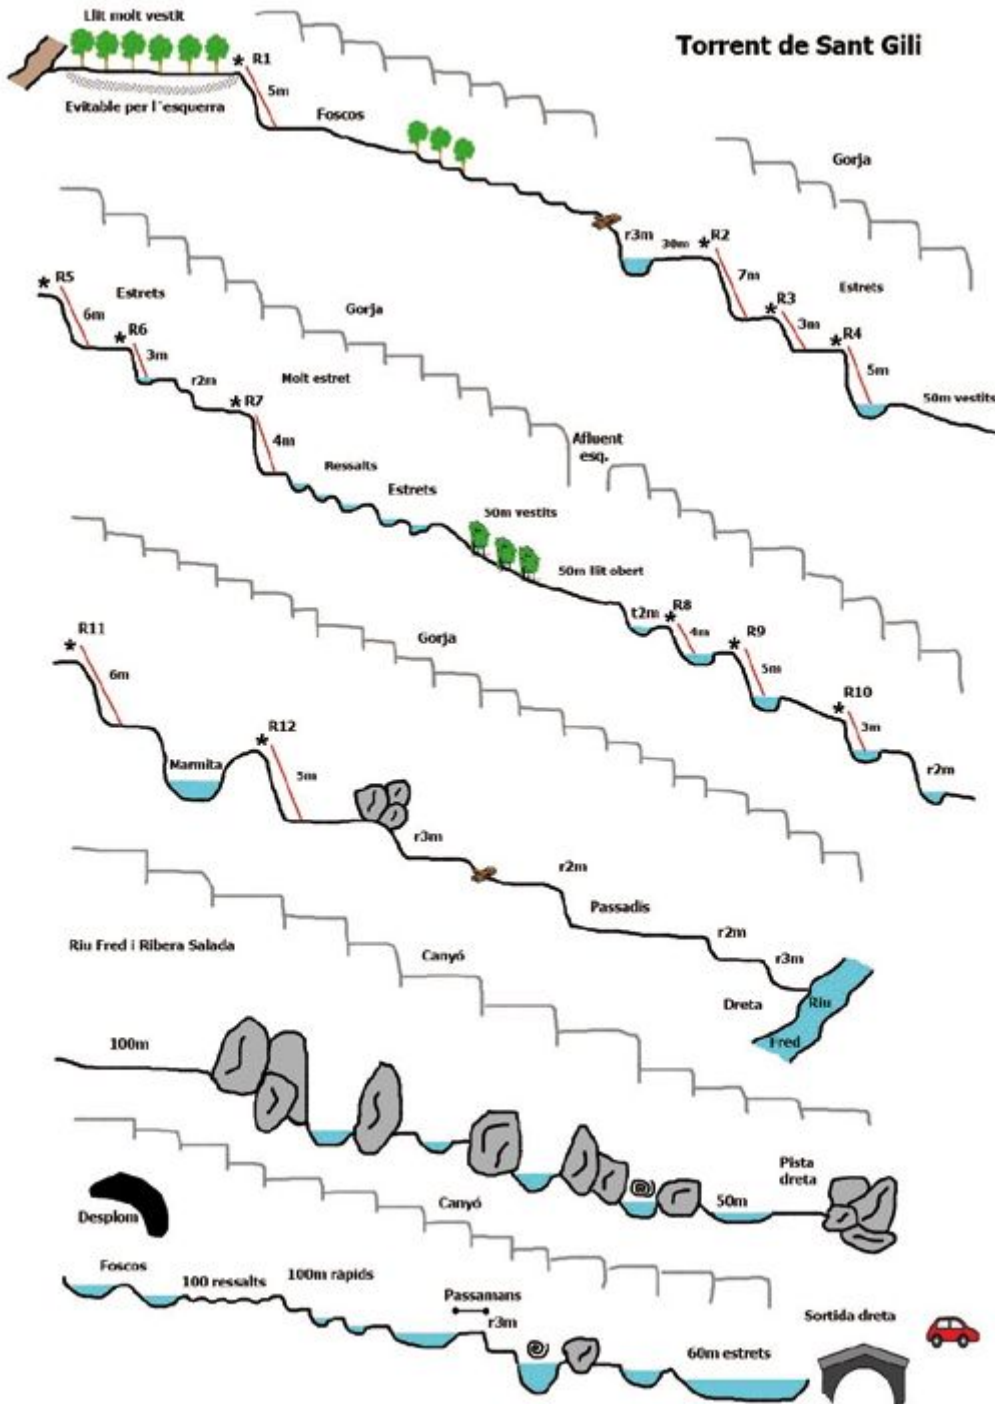 Torrent de Sant Gili
Llit molt vestit
* R1
5m
Evitable per l´esquerra
Foscos
Gorja
r3m
30m
* R2
7m
Estrets
* R3
3m
* R4
5m
50m vestits
* R5
6m
Estrets
* R6
3m
r2m
Gorja
Molt estret
* R7
4m
Ressalts
Estrets
Afluent
esq.
50m vestits
50m llit obert
t2m
* R8
4m
* R9
5m
* R10
3m
r2m
* R11
6m
Gorja
Marmita
* R12
5m
r3m
r2m
Passadis
r2m
r3m
Dreta
Riu
Fred
Riu Fred i Ribera Salada
Canyó
100m
Pista
dreta
50m
Desplom
Canyó
Foscos
100 ressalts
100m ràpids
Passamans
r3m
60m estrets
Sortida dreta